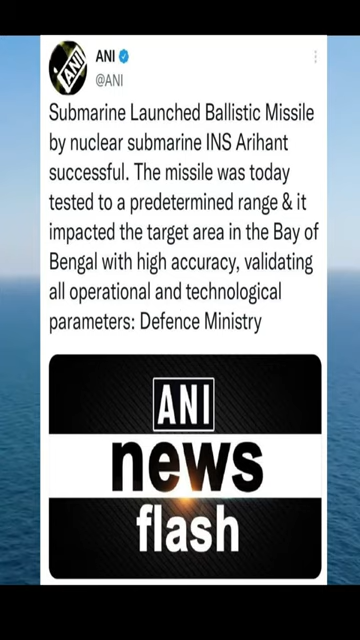 ANI
@ANI
ANI
Submarine Launched Ballistic Missile
by nuclear submarine INS Arihant
successful. The missile was today
tested to a predetermined range & it
impacted the target area in the Bay of
Bengal with high accuracy, validating
all operational and technological
parameters: Defence Ministry
ANI
news
flash